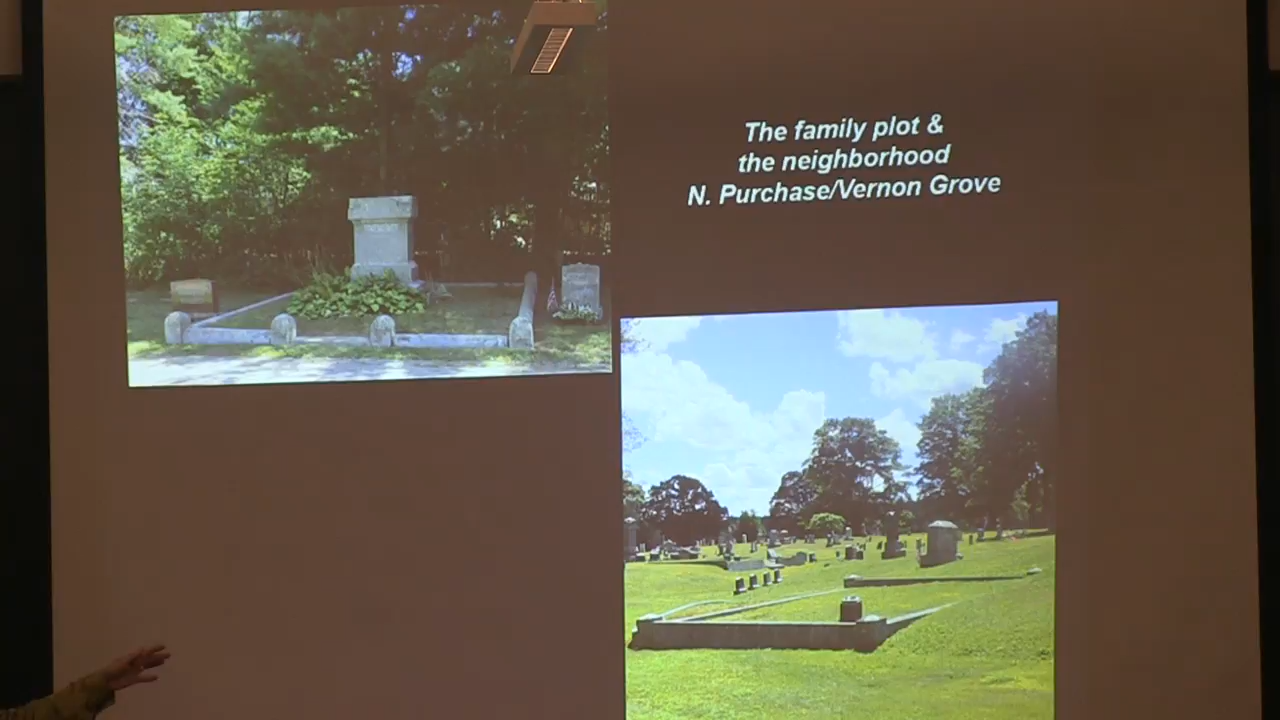 The family plot &
the neighborhood
N. Purchase/Vernon Grove